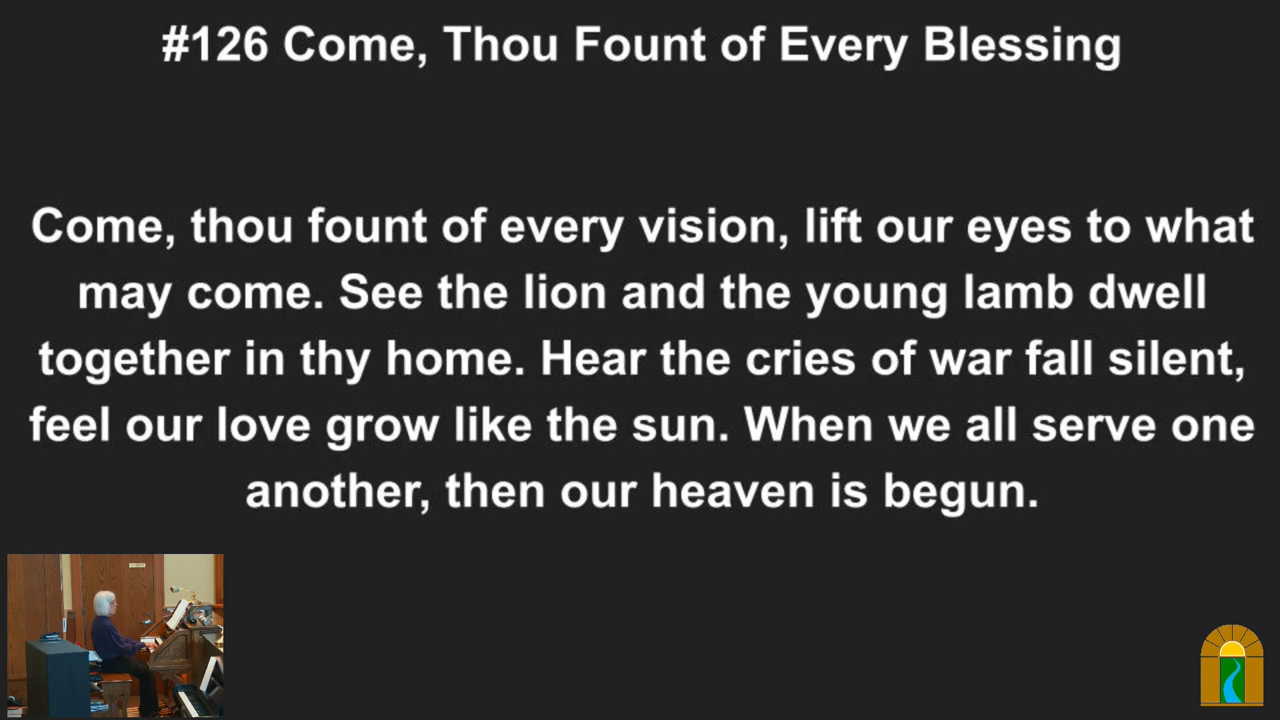 #126 Come, Thou Fount of Every Blessing
Come, thou fount of every vision, lift our eyes to what
may come. See the lion and the young lamb dwell
together in thy home. Hear the cries of war fall silent,
feel our love grow like the sun. When we all serve one
another, then our heaven is begun.